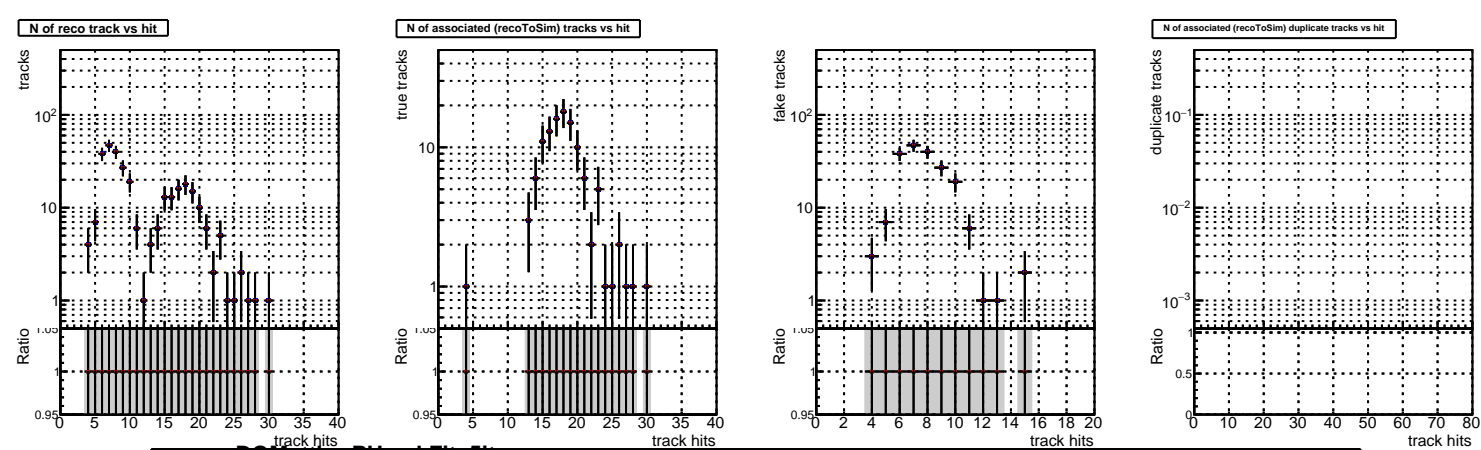 N of reco track vs hit
N of associated (recoToSim) tracks vs hit
N of associated (recoToSim) duplicate tracks vs hit
tracks
10²
10
1
Ratio
1.05
1
0.95
0 5 10 15 20 25 30 35 40
track hits
true tracks
10
1
Ratio
1.05
1
0.95
0 5 10 15 20 25 30 35 40
track hits
fake tracks
10²
10
1
Ratio
1.05
1
0.95
0 2 4 6 8 10 12 14 16 18 20
track hits
duplicate tracks
10⁻¹
10⁻²
10⁻³
Ratio
1
0.5
0
0 10 20 30 40 50 60 70 80
track hits